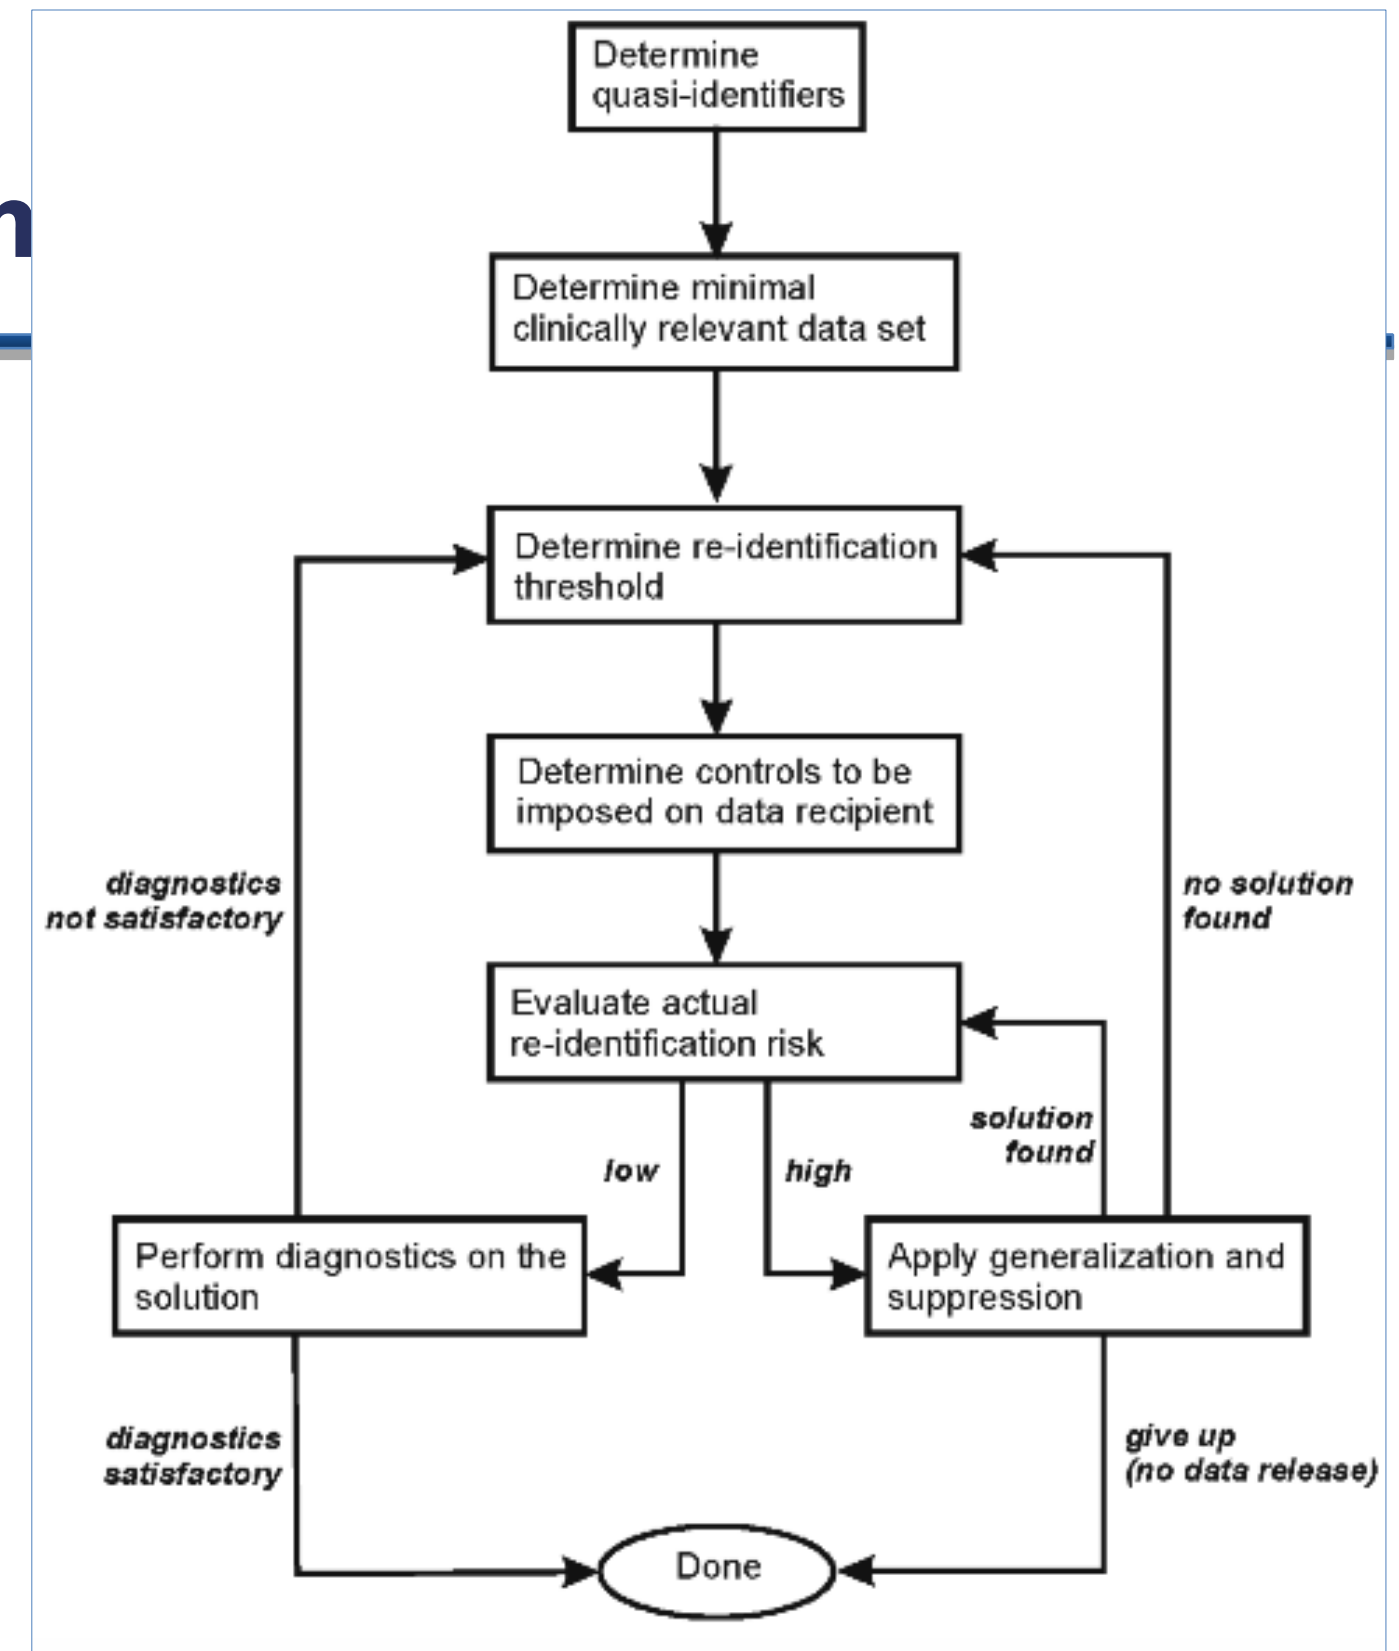 Determine
quasi-identifiers
n
Determine minimal
clinically relevant data set
Determine re-identification
threshold
Determine controls to be
imposed on data recipient
diagnostics
not satisfactory
no solution
found
Evaluate actual
re-identification risk
solution
found
low
high
Perform diagnostics on the
solution
Apply generalization and
suppression
diagnostics
satisfactory
give up
(no data release)
Done